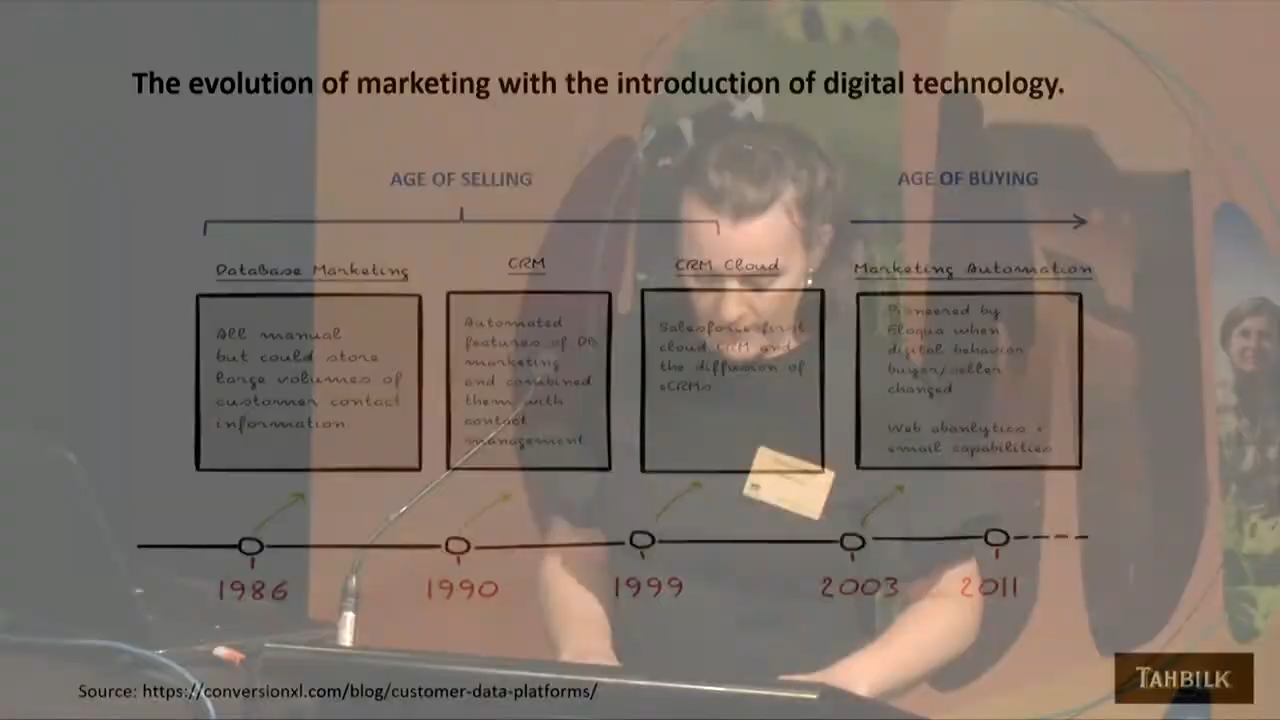 The evolution of marketing with the introduction of digital technology.
AGE OF SELLING
AGE OF BUYING
DataBase Marketing
CRM
CRM Cloud
Marketing Automation
All manual
but could store
large volumes of
customer contact
information.
Automated
features of DB
marketing
and combined
them with
contact
management
Salesforce first
cloud CRM and
the diffusion of
eCRMs
Pioneered by
Eloqua when
digital behavior
buyer/seller
changed
Web abanlytics +
email capabilities
1986
1990
1999
2003
2011
Source: https://conversionxl.com/blog/customer-data-platforms/
TAHBILK